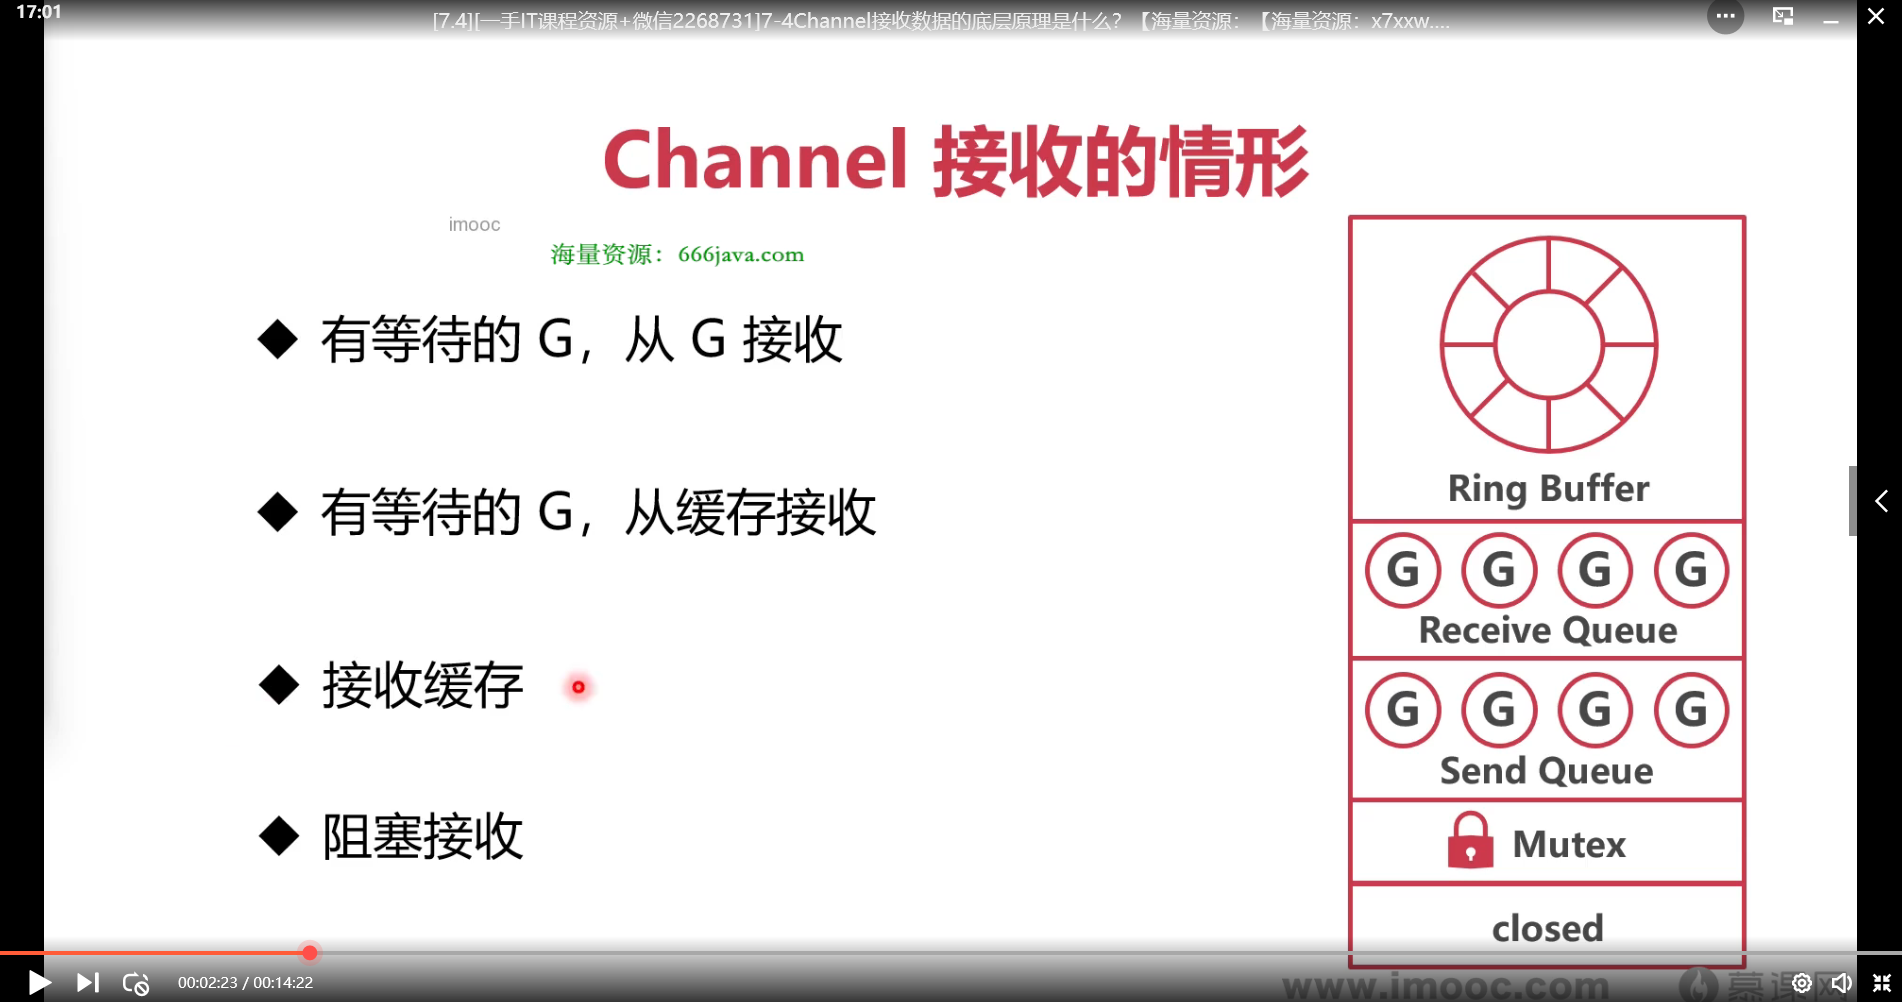 17:01
[7.4][一手IT课程资源+微信2268731]7-4Channel接收数据的底层原理是什么? 【海量资源：【海量资源：x7xxw....
Channel 接收的情形
imooc
海量资源：666java.com
有等待的 G，从 G 接收
有等待的 G，从缓存接收
接收缓存
阻塞接收
Ring Buffer
G G G G
Receive Queue
G G G G
Send Queue
Mutex
closed
www.imooc.com 慕课网
00:02:23 / 00:14:22